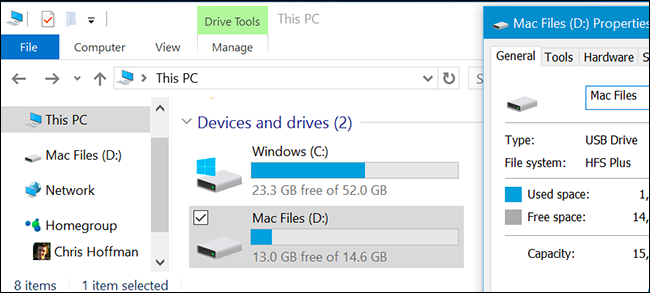 Drive Tools
This PC
Mac Files (D:) Properties
File
Computer
View
Manage
General
Tools
Hardware
This PC
This PC
Mac Files (D:)
Network
Homegroup
Chris Hoffman
8 items
1 item selected
Devices and drives (2)
Windows (C:)
23.3 GB free of 52.0 GB
Mac Files (D:)
13.0 GB free of 14.6 GB
Mac Files
Type:
USB Drive
File system:
HFS Plus
Used space:
1,
Free space:
14,
Capacity:
15,